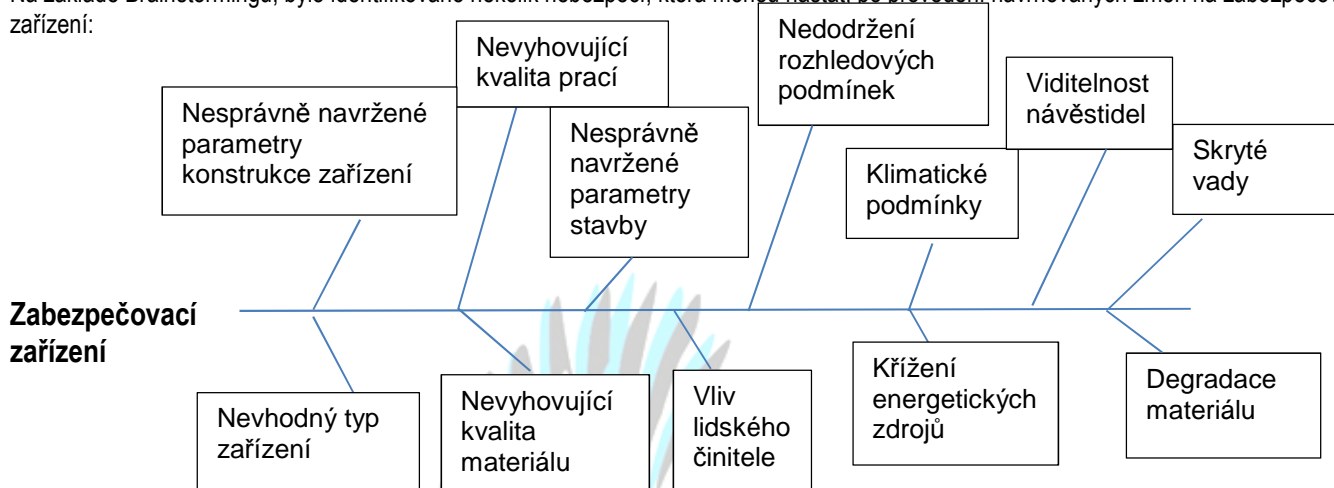 zařízení:
Nesprávně navržené
parametry
konstrukce zařízení
Nevyhovující
kvalita prací
Nesprávně
navržené
parametry
stavby
Nedodržení
rozhledových
podmínek
Klimatické
podmínky
Viditelnost
návěstidel
Skryté
vady
Zabezpečovací
zařízení
Nevhodný typ
zařízení
Nevyhovující
kvalita
materiálu
Vliv
lidského
činitele
Křížení
energetických
zdrojů
Degradace
materiálu